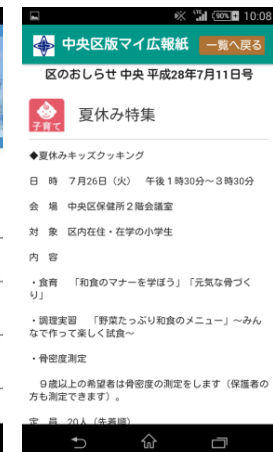 90% 10:08
中央区版マイ広報紙 一覧へ戻る
区のおしらせ 中央 平成28年7月11日号
子育て 夏休み特集
◆夏休みキッズクッキング
日　時　7月26日（火）　午後１時30分～３時30分
会　場　中央区保健所２階会議室
対　象　区内在住・在学の小学生
内　容
・食育　「和食のマナーを学ぼう」「元気な骨づく
り」
・調理実習　「野菜たっぷり和食のメニュー」～みん
なで作って楽しく試食～
・骨密度測定
９歳以上の希望者は骨密度の測定をします（保護者の
方も測定できます）。
定　員　20人（先着順）